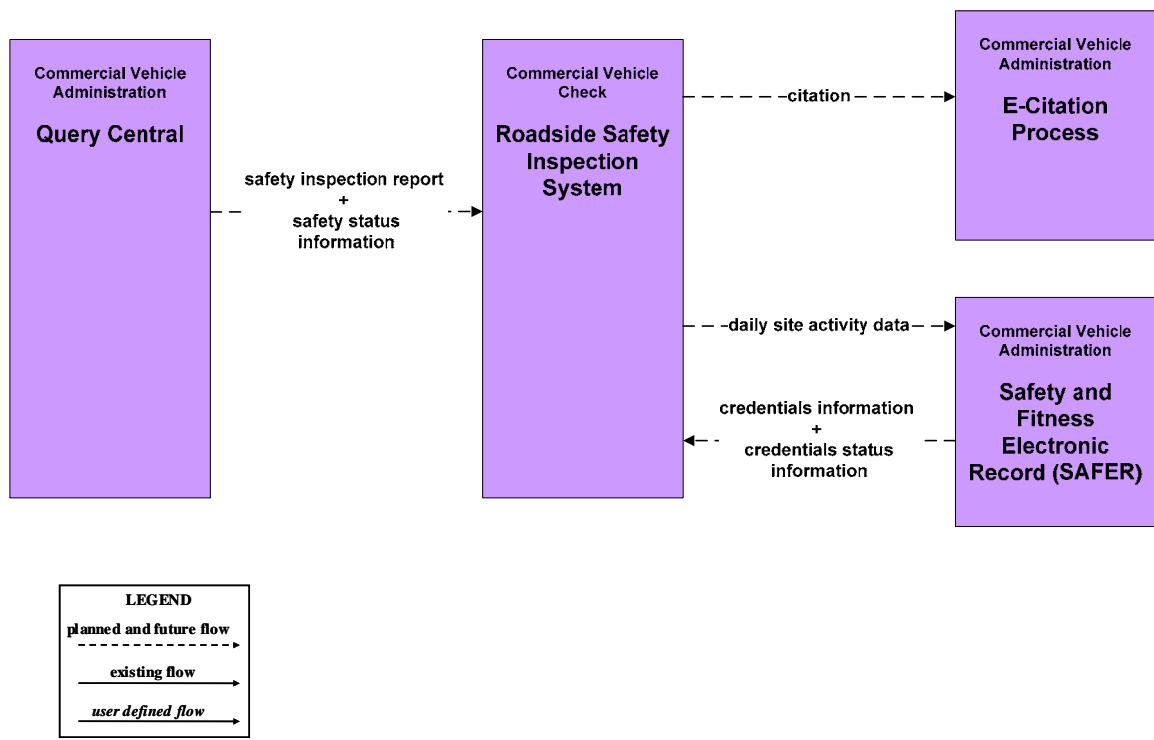 Commercial Vehicle
Administration
Query Central
safety inspection report
+
safety status
information
Commercial Vehicle
Check
Roadside Safety
Inspection
System
citation
Commercial Vehicle
Administration
E-Citation
Process
daily site activity data
credentials information
+
credentials status
information
Commercial Vehicle
Administration
Safety and
Fitness
Electronic
Record (SAFER)
LEGEND
planned and future flow
existing flow
user defined flow